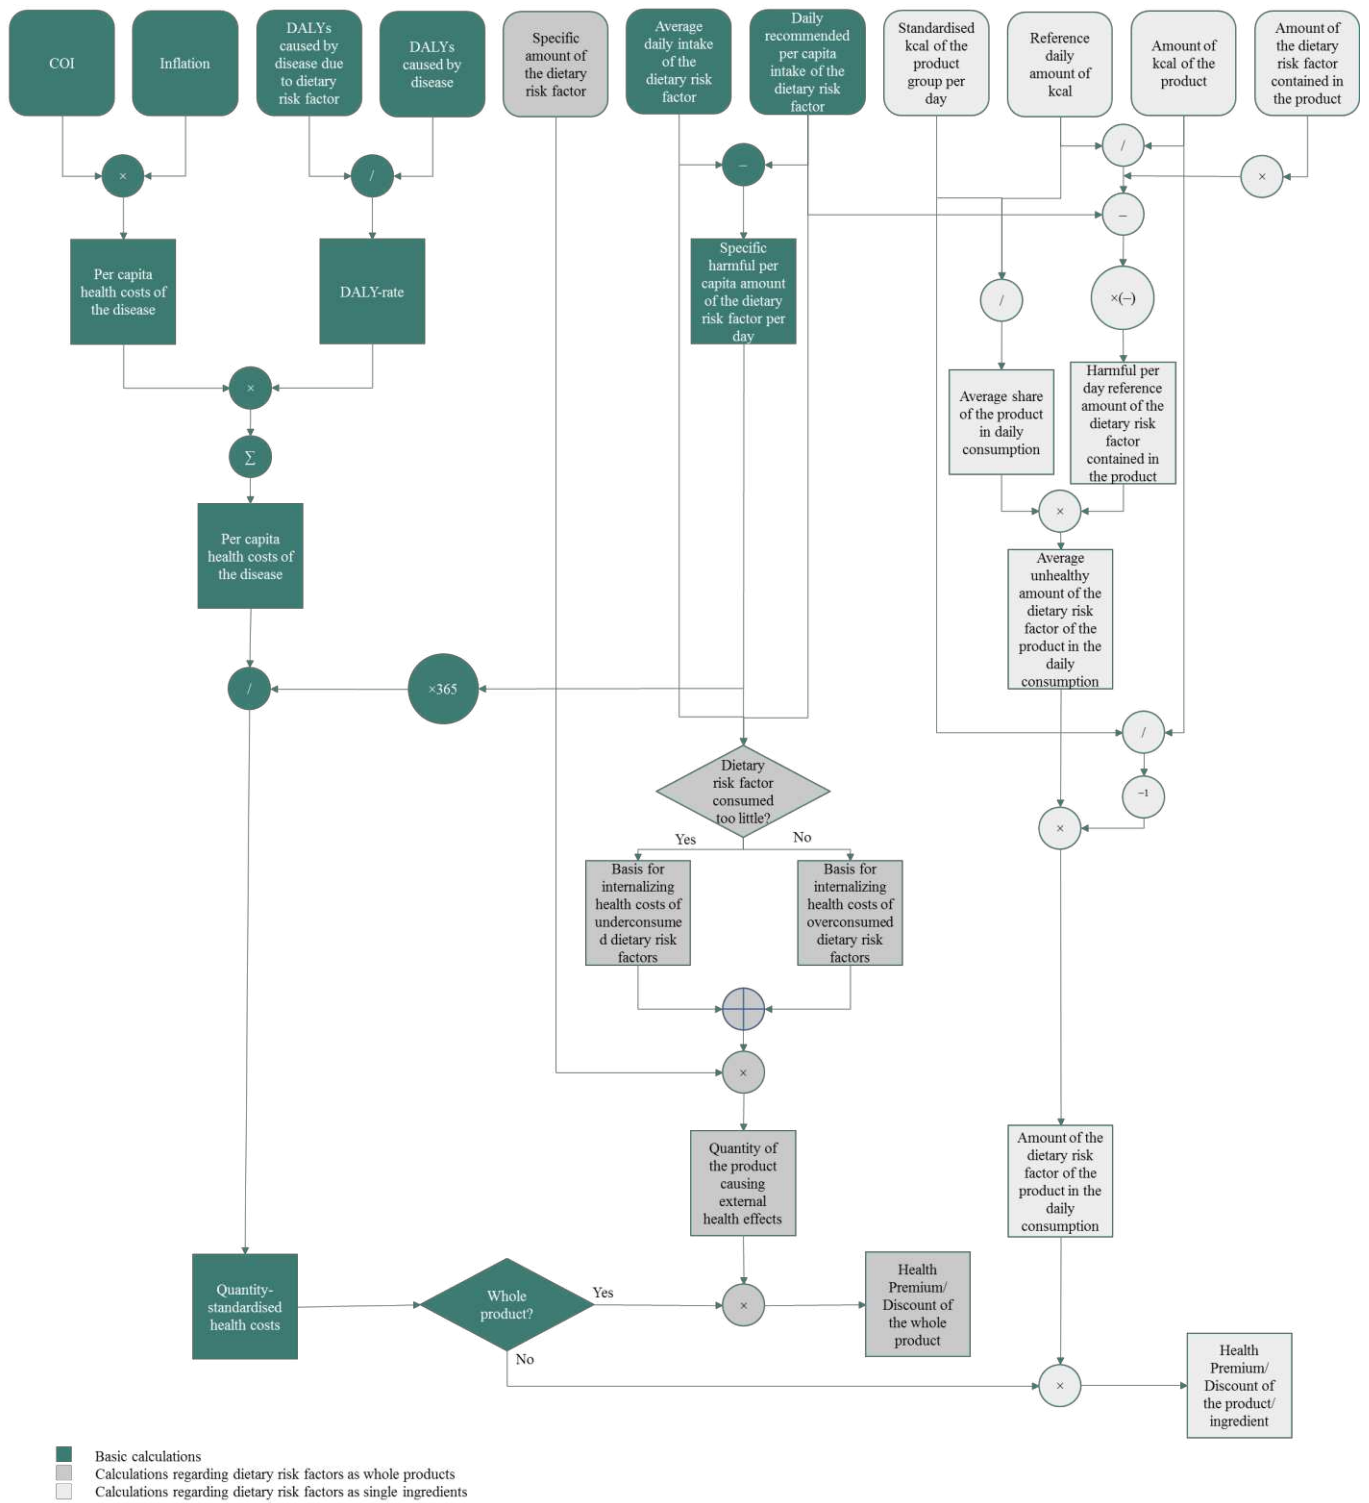 COI
Inflation
DALYs
caused by
disease due
to dietary
risk factor
DALYs
caused by
disease
Specific
amount of
the dietary
risk factor
Average
daily intake
of the
dietary risk
factor
Daily
recommended
per capita
intake of the
dietary risk
factor
Standardised
kcal of the
product
group per
day
Reference
daily
amount of
kcal
Amount of
kcal of the
product
Amount of
the dietary
risk factor
contained in
the product
/
–
×
/
×
–
Per capita
health costs of
the disease
DALY-rate
Specific
harmful per
capita amount
of the dietary
risk factor per
day
/
×(–)
×
Average share
of the product
in daily
consumption
Harmful per
day reference
amount of the
dietary risk
factor
contained in
the product
∑
×
Per capita
health costs of
the disease
Average
unhealthy
amount of the
dietary risk
factor of the
product in the
daily
consumption
/
×365
/
Dietary
risk factor
consumed
too little?
⁻¹
×
Yes
No
Basis for
internalizing
health costs of
underconsume
d dietary risk
factors
Basis for
internalizing
health costs of
overconsumed
dietary risk
factors
×
Quantity of
the product
causing
external
health effects
Amount of the
dietary risk
factor of the
product in the
daily
consumption
Quantity-
standardised
health costs
Whole
product?
Yes
No
×
Health
Premium/
Discount of
the whole
product
×
Health
Premium/
Discount of
the product/
ingredient
Basic calculations
Calculations regarding dietary risk factors as whole products
Calculations regarding dietary risk factors as single ingredients